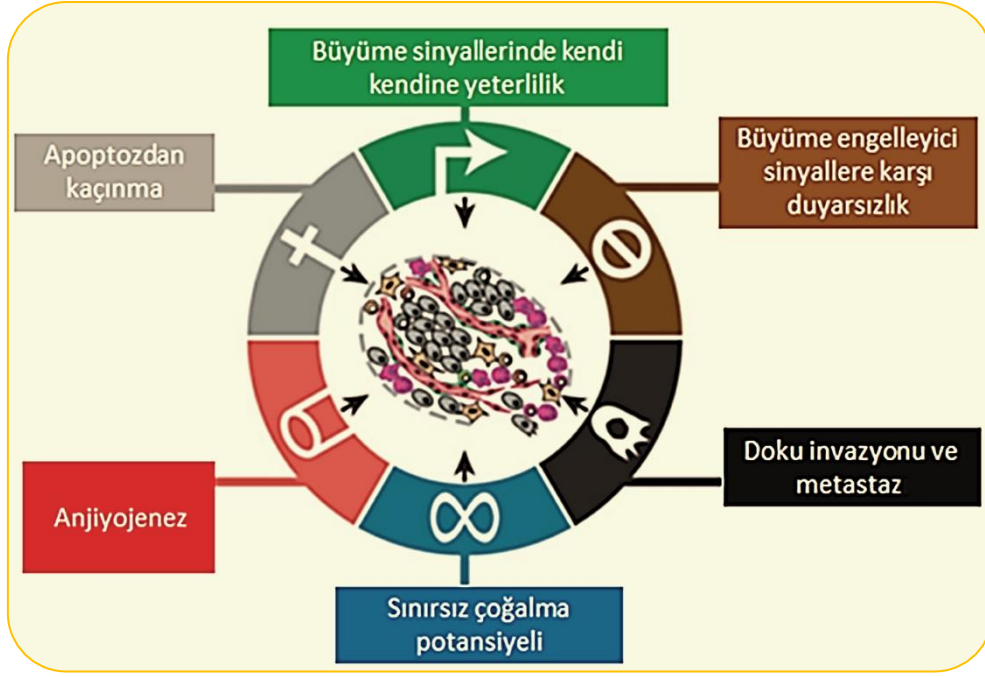 Büyüme sinyallerinde kendi
kendine yeterlilik
Apoptozdan
kaçınma
Büyüme engelleyici
sinyallere karşı
duyarsızlık
Anjiyojenez
Doku invazyonu ve
metastaz
Sınırsız çoğalma
potansiyeli